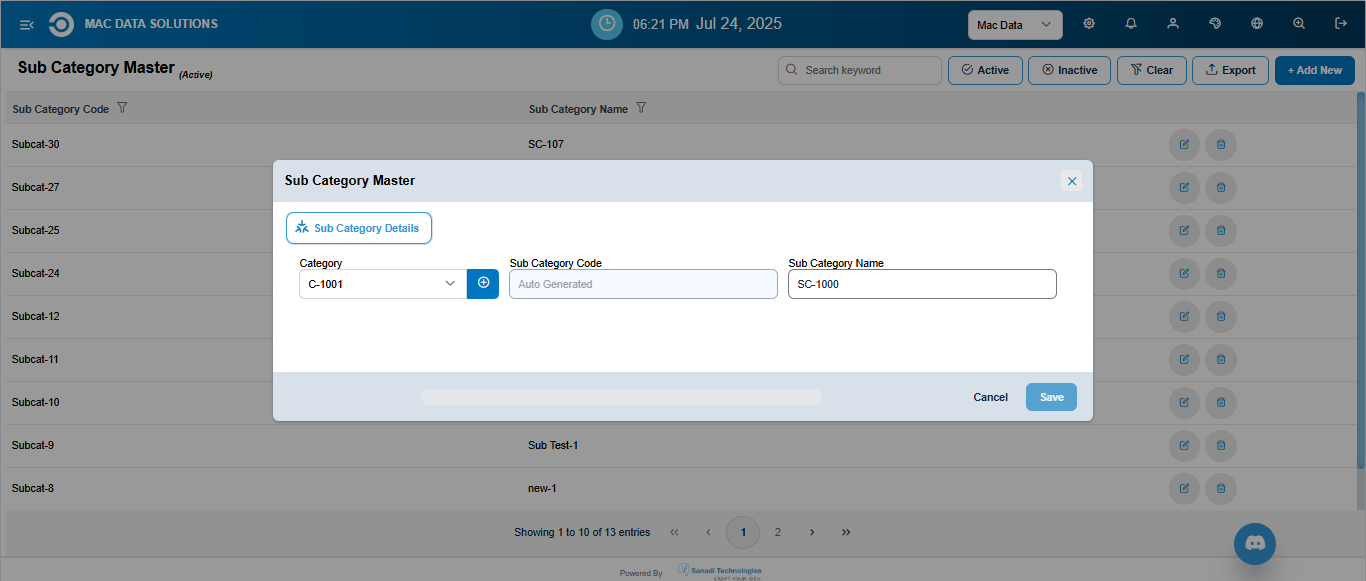 MAC DATA SOLUTIONS
06:21 PM Jul 24, 2025
Mac Data
Sub Category Master (Active)
Search keyword
Active
Inactive
Clear
Export
+ Add New
Sub Category Code
Sub Category Name
Subcat-30
SC-107
Subcat-27
Subcat-25
Subcat-24
Subcat-12
Subcat-11
Subcat-10
Subcat-9
Sub Test-1
Subcat-8
new-1
Sub Category Master
Sub Category Details
Category
Sub Category Code
Sub Category Name
C-1001
Auto Generated
SC-1000
Cancel
Save
Showing 1 to 10 of 13 entries
1
2
Powered By
Sanadi Technologies
CRAFT YOUR IDEA